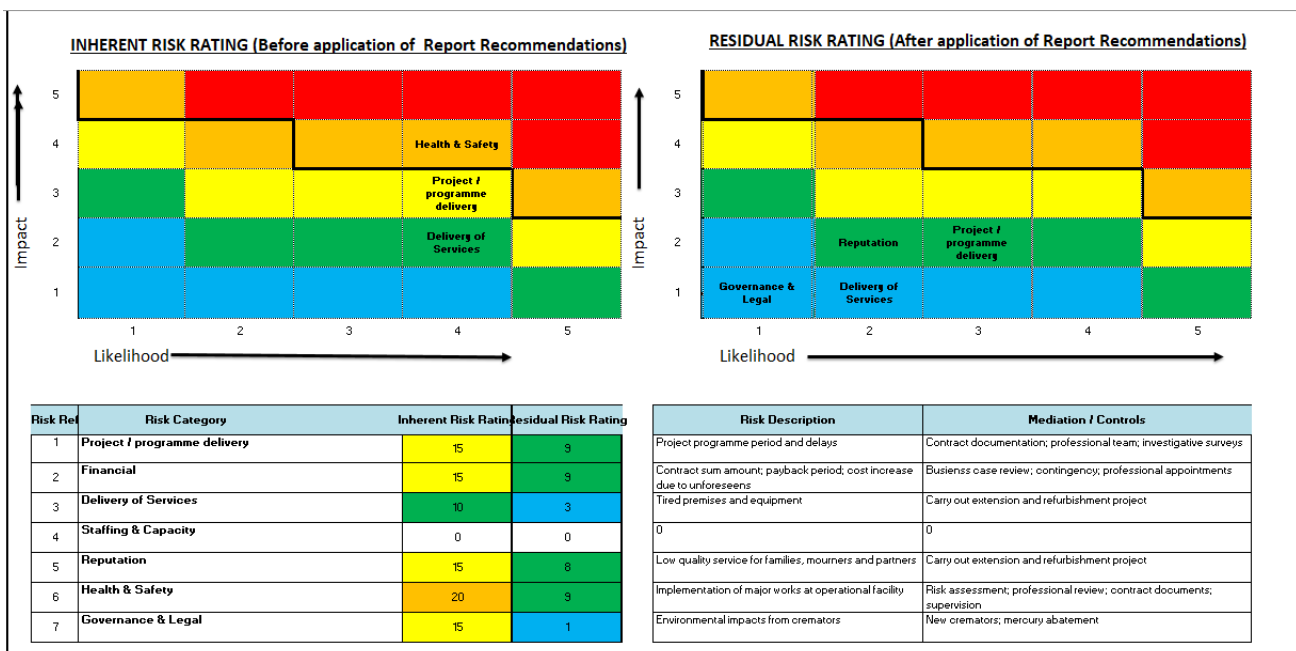 INHERENT RISK RATING (Before application of Report Recommendations)
5
4
Health & Safety
3
Project /
programme
delivery
2
Delivery of
Services
1
1 2 3 4 5
Impact
Likelihood
RESIDUAL RISK RATING (After application of Report Recommendations)
5
4
3
2
Reputation
Project /
programme
delivery
1
Governance &
Legal
Delivery of
Services
1 2 3 4 5
Impact
Likelihood
Risk Ref Risk Category Inherent Risk Rating Residual Risk Rating
1 Project / programme delivery 15 9
2 Financial 15 9
3 Delivery of Services 10 3
4 Staffing & Capacity 0 0
5 Reputation 15 8
6 Health & Safety 20 9
7 Governance & Legal 15 1
Risk Description Mediation / Controls
Project programme period and delays Contract documentation; professional team; investigative surveys
Contract sum amount; payback period; cost increase Busienss case review; contingency; professional appointments
due to unforeseens
Tired premises and equipment Carry out extension and refurbishment project
0 0
Low quality service for families, mourners and partners Carry out extension and refurbishment project
Implementation of major works at operational facility Risk assessment; professional review; contract documents;
supervision
Environmental impacts from cremators New cremators; mercury abatement